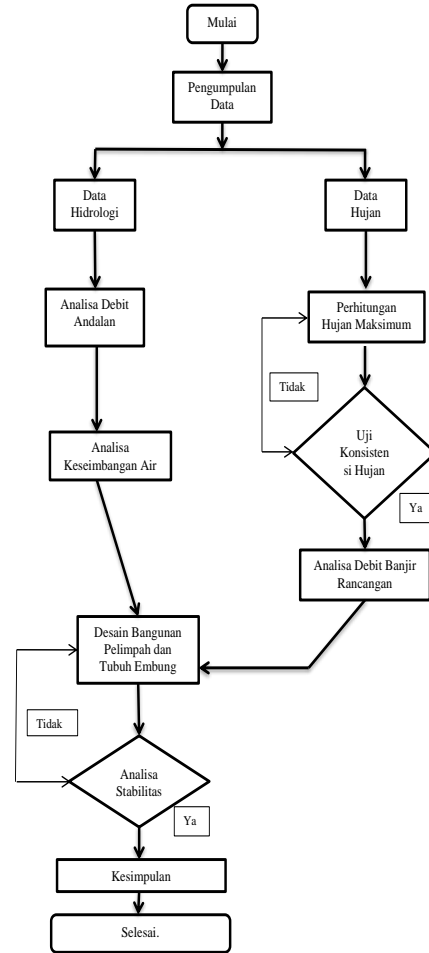 Mulai
Pengumpulan
Data
Data
Hidrologi
Data
Hujan
Analisa Debit
Andalan
Perhitungan
Hujan Maksimum
Tidak
Uji
Konsisten
si Hujan
Analisa
Keseimbangan Air
Ya
Analisa Debit Banjir
Rancangan
Desain Bangunan
Pelimpah dan
Tubuh Embung
Tidak
Analisa
Stabilitas
Ya
Kesimpulan
Selesai.